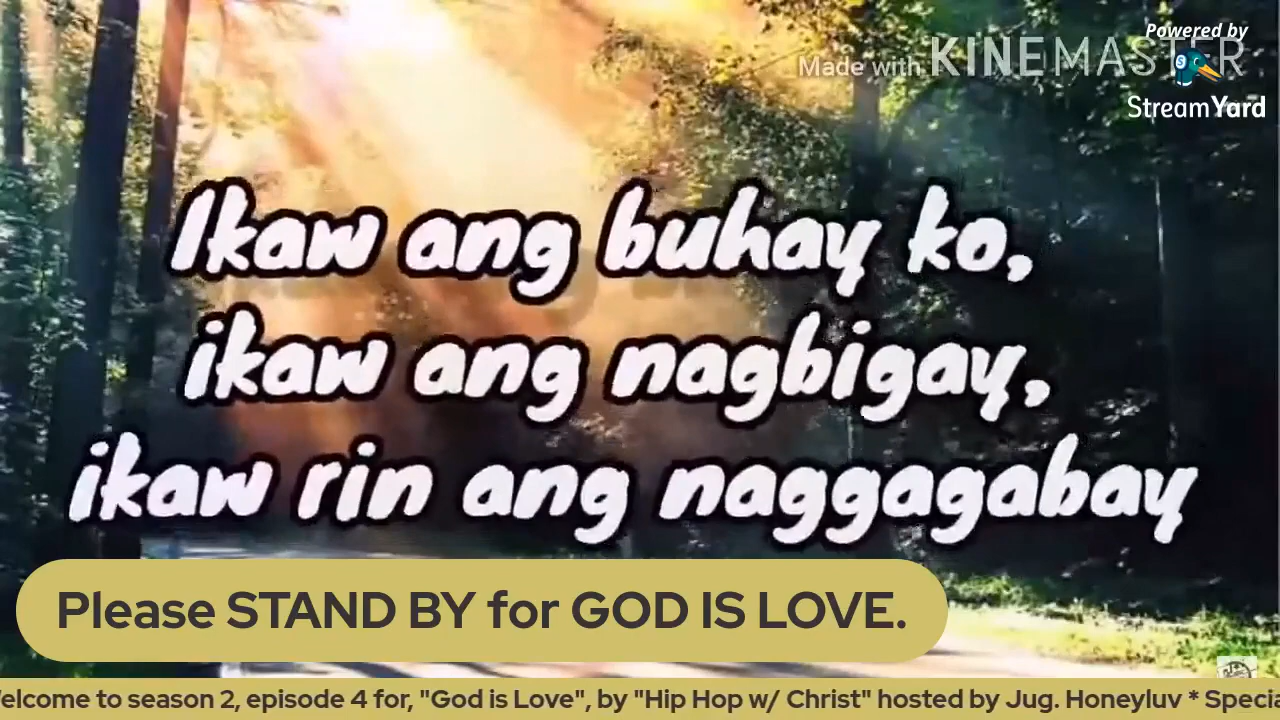 Powered by
Made with KINEMASTER
StreamYard
Ikaw ang buhay ko,
ikaw ang nagbigay,
ikaw rin ang naggagabay
Please STAND BY for GOD IS LOVE.
elcome to season 2, episode 4 for, "God is Love", by "Hip Hop w/ Christ" hosted by Jug. Honeyluv * Specia